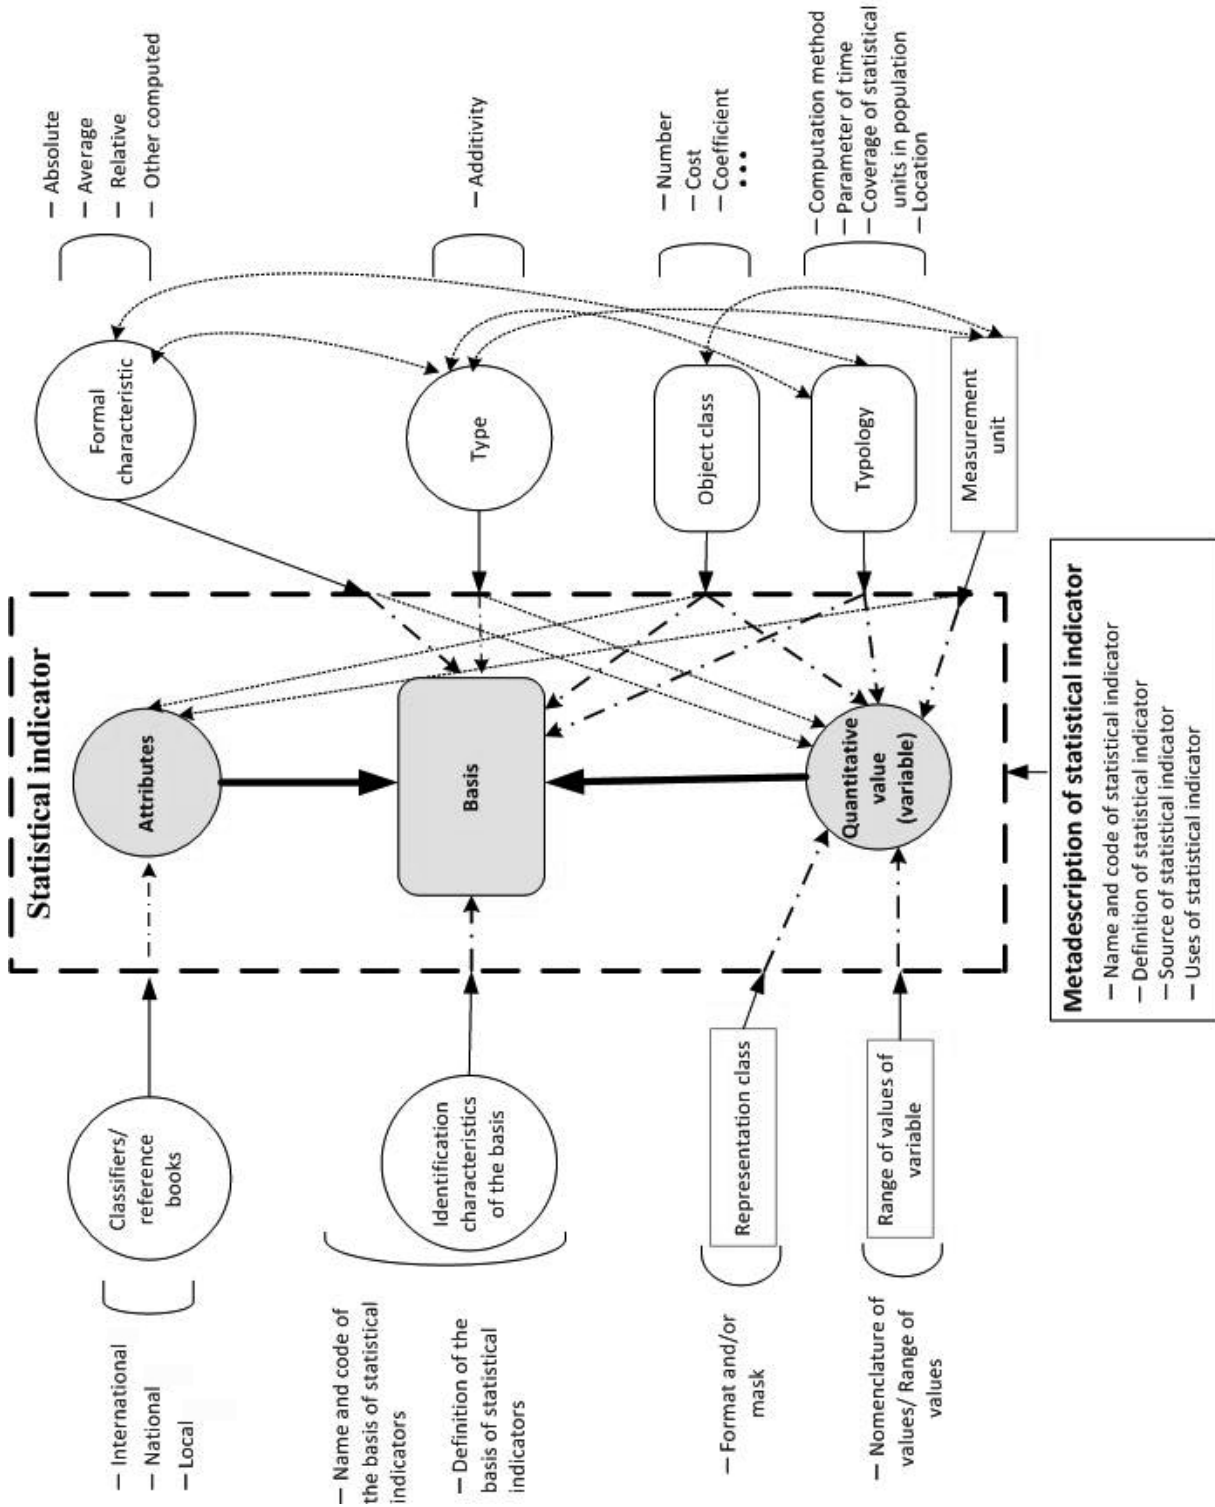 — International
— National
— Local
Classifiers/
reference
books
— Name and code of
the basis of statistical
indicators
— Definition of the
basis of statistical
indicators
Identification
characteristics
of the basis
— Format and/or
mask
Representation class
— Nomenclature of
values/ Range of
values
Range of values of
variable
Statistical indicator
Attributes
Basis
Quantitative
value
(variable)
Formal
characteristic
— Absolute
— Average
— Relative
— Other computed
Type
— Additivity
Object class
— Number
— Cost
— Coefficient
•••
Typology
— Computation method
— Parameter of time
— Coverage of statistical
units in population
— Location
Measurement
unit
Metadescription of statistical indicator
— Name and code of statistical indicator
— Definition of statistical indicator
— Source of statistical indicator
— Uses of statistical indicator